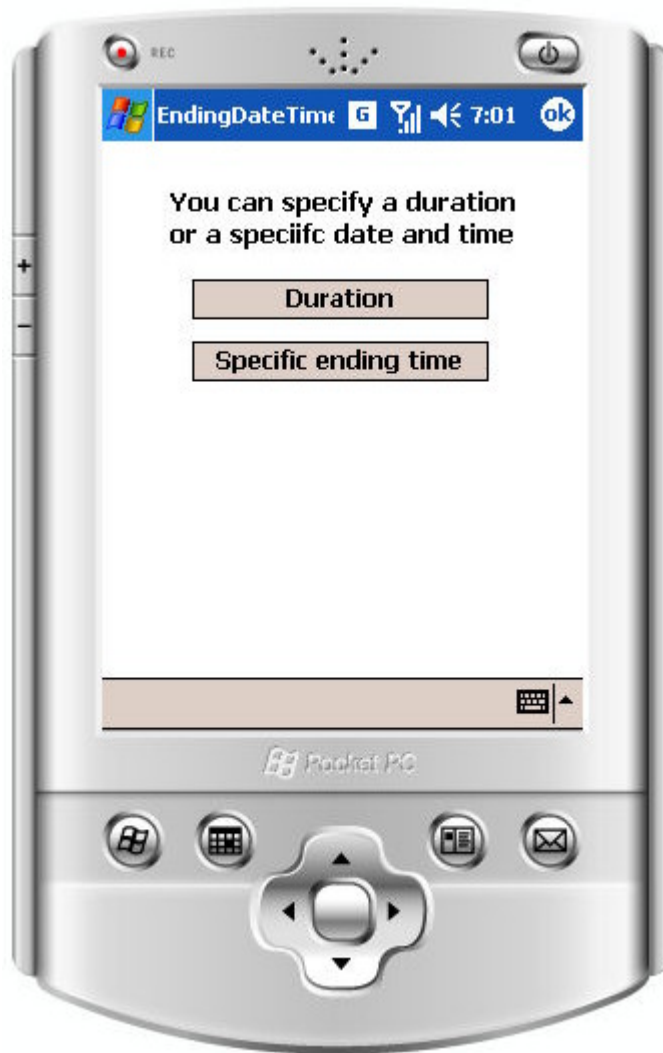 REC
EndingDateTime G 7:01 ok
You can specify a duration
or a speciifc date and time
Duration
Specific ending time
Pocket PC